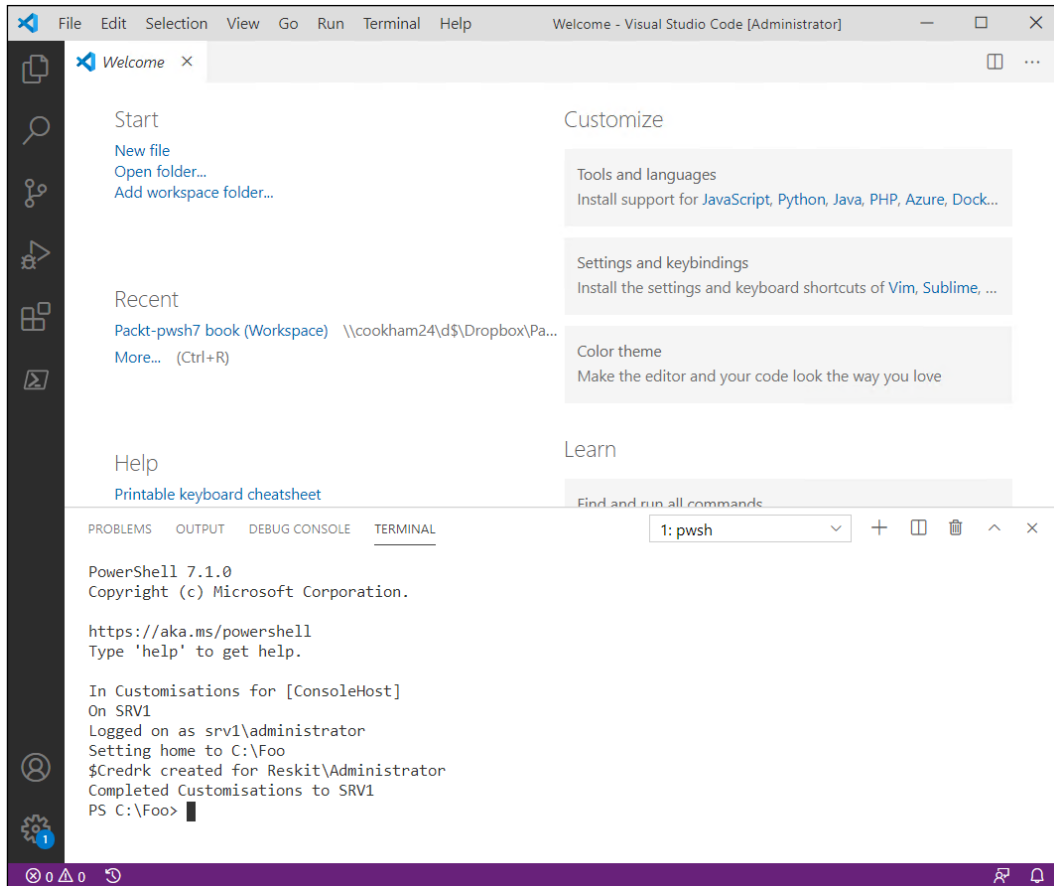 File Edit Selection View Go Run Terminal Help Welcome - Visual Studio Code [Administrator]
Welcome
Start
New file
Open folder...
Add workspace folder...
Recent
Packt-pwsh7 book (Workspace) \\cookham24\d$\Dropbox\Pa...
More... (Ctrl+R)
Help
Printable keyboard cheatsheet
Customize
Tools and languages
Install support for JavaScript, Python, Java, PHP, Azure, Dock...
Settings and keybindings
Install the settings and keyboard shortcuts of Vim, Sublime, ...
Color theme
Make the editor and your code look the way you love
Learn
Find and run all commands
PROBLEMS OUTPUT DEBUG CONSOLE TERMINAL 1: pwsh
PowerShell 7.1.0
Copyright (c) Microsoft Corporation.
https://aka.ms/powershell
Type 'help' to get help.
In Customisations for [ConsoleHost]
On SRV1
Logged on as srv1\administrator
Setting home to C:\Foo
$Credrk created for Reskit\Administrator
Completed Customisations to SRV1
PS C:\Foo>
1
0 0